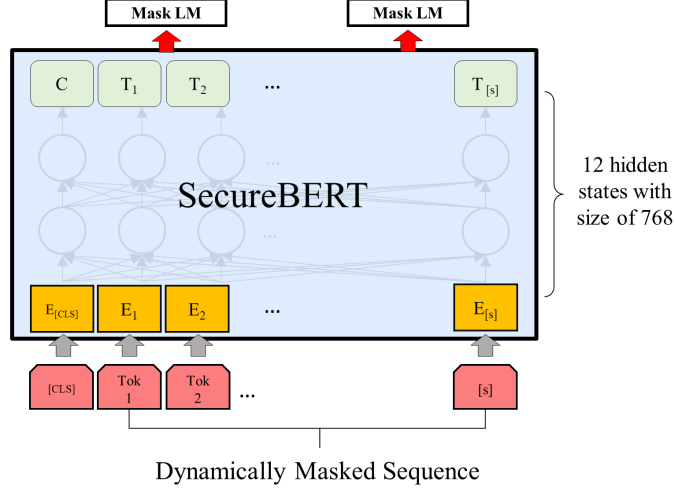 Mask LM Mask LM
C T1 T2 ... T[s]
...
SecureBERT
...
12 hidden
states with
size of 768
E[CLS] E1 E2 ... E[s]
[CLS] Tok 1 Tok 2 ... [s]
Dynamically Masked Sequence